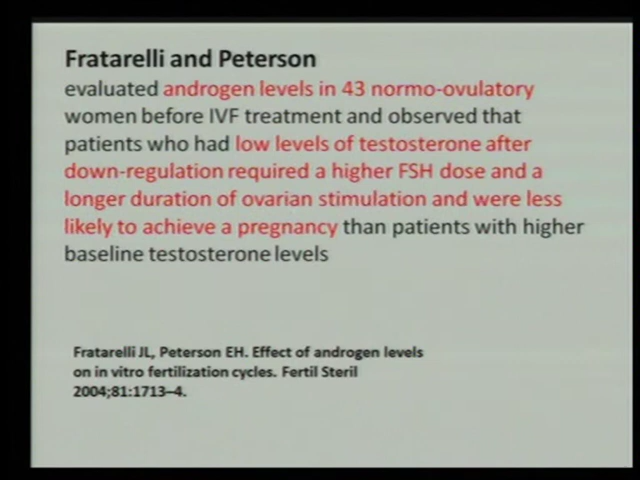 Fratarelli and Peterson
evaluated androgen levels in 43 normo-ovulatory
women before IVF treatment and observed that
patients who had low levels of testosterone after
down-regulation required a higher FSH dose and a
longer duration of ovarian stimulation and were less
likely to achieve a pregnancy than patients with higher
baseline testosterone levels
Fratarelli JL, Peterson EH. Effect of androgen levels
on in vitro fertilization cycles. Fertil Steril
2004;81:1713–4.